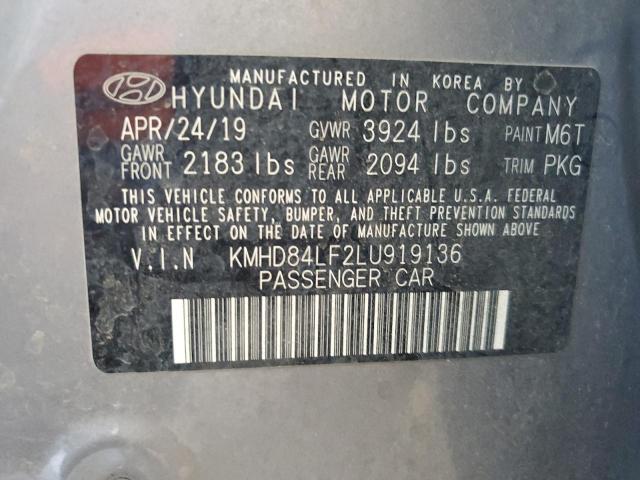 MANUFACTURED IN KOREA BY
HYUNDAI MOTOR COMPANY
APR/24/19 GVWR 3924 lbs PAINT M6T
GAWR FRONT 2183 lbs GAWR REAR 2094 lbs TRIM PKG
THIS VEHICLE CONFORMS TO ALL APPLICABLE U.S.A. FEDERAL
MOTOR VEHICLE SAFETY, BUMPER, AND THEFT PREVENTION STANDARDS
IN EFFECT ON THE DATE OF MANUFACTURE SHOWN ABOVE.
V.I.N KMHD84LF2LU919136
PASSENGER CAR